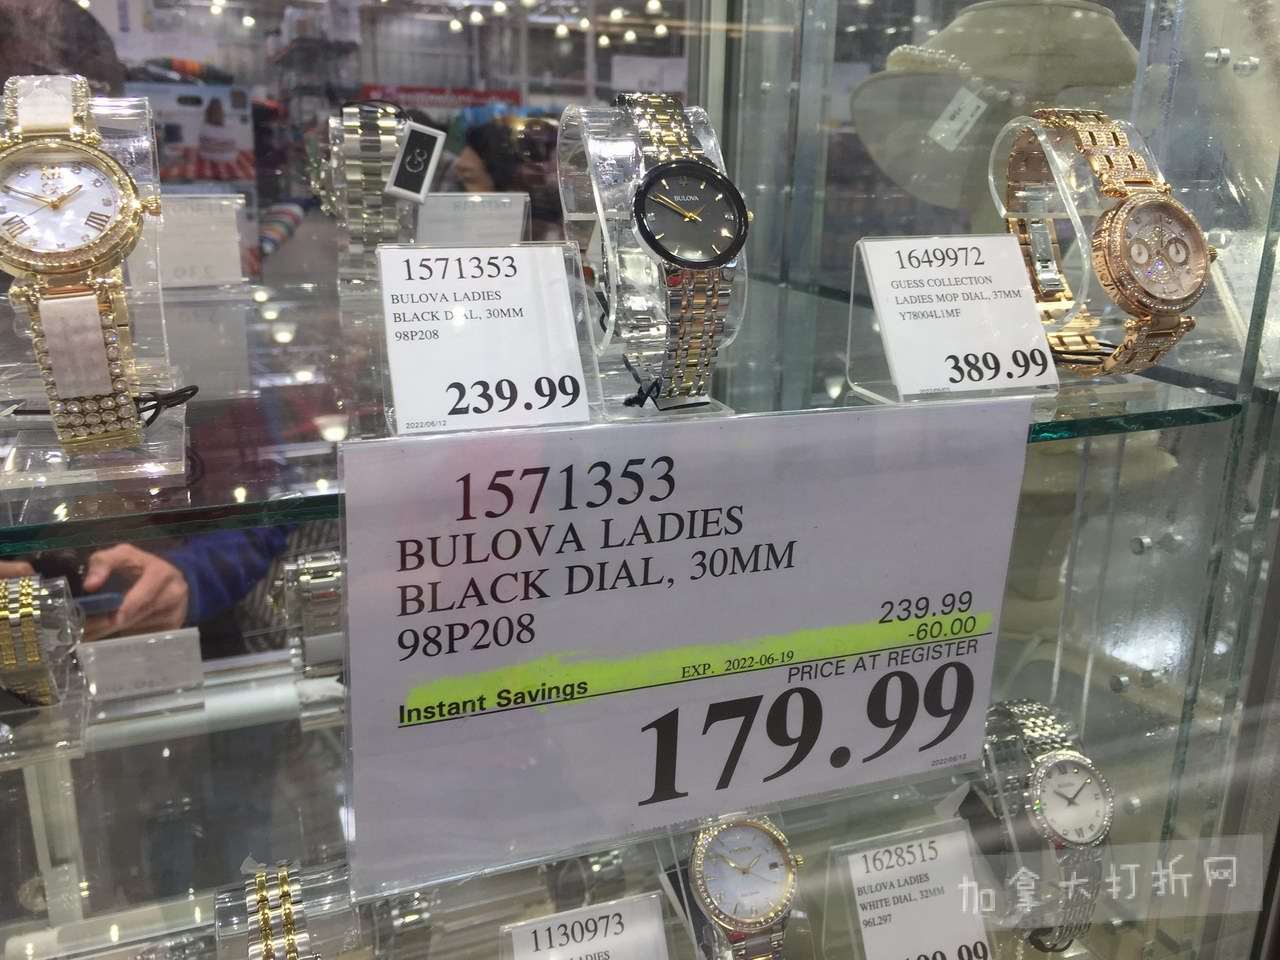 1571353
BULOVA LADIES
BLACK DIAL, 30MM
98P208
239.99
2022/06/12
BULOVA
1649972
GUESS COLLECTION
LADIES MOP DIAL, 37MM
Y78004L1MF
389.99
1571353
BULOVA LADIES
BLACK DIAL, 30MM
98P208
239.99
-60.00
Instant Savings
EXP. 2022-06-19
PRICE AT REGISTER
179.99
2022/06/12
1628515
BULOVA LADIES
WHITE DIAL, 32MM
96L297
1130973
加拿大打折网